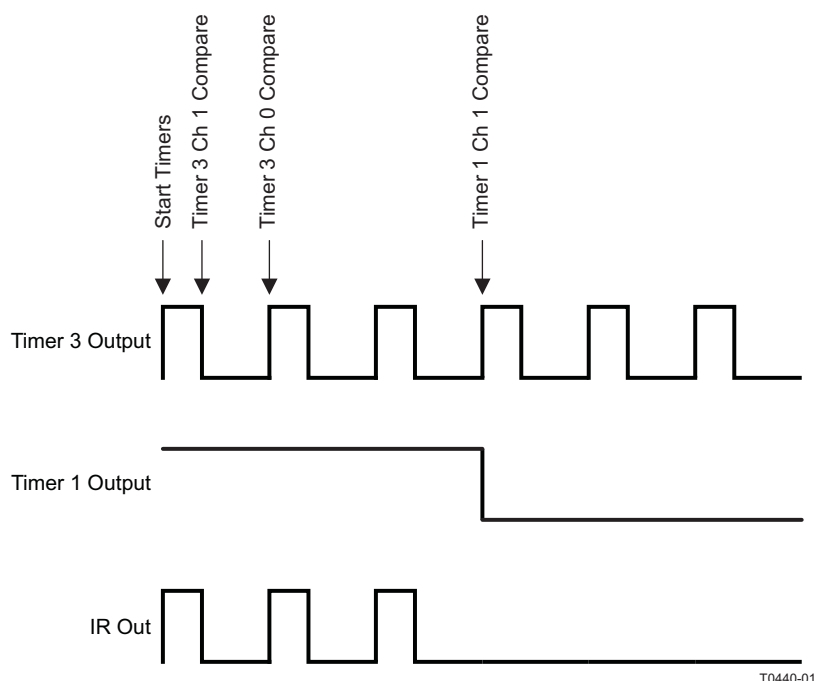 Start Timers
Timer 3 Ch 1 Compare
Timer 3 Ch 0 Compare
Timer 1 Ch 1 Compare
Timer 3 Output
Timer 1 Output
IR Out
T0440-01